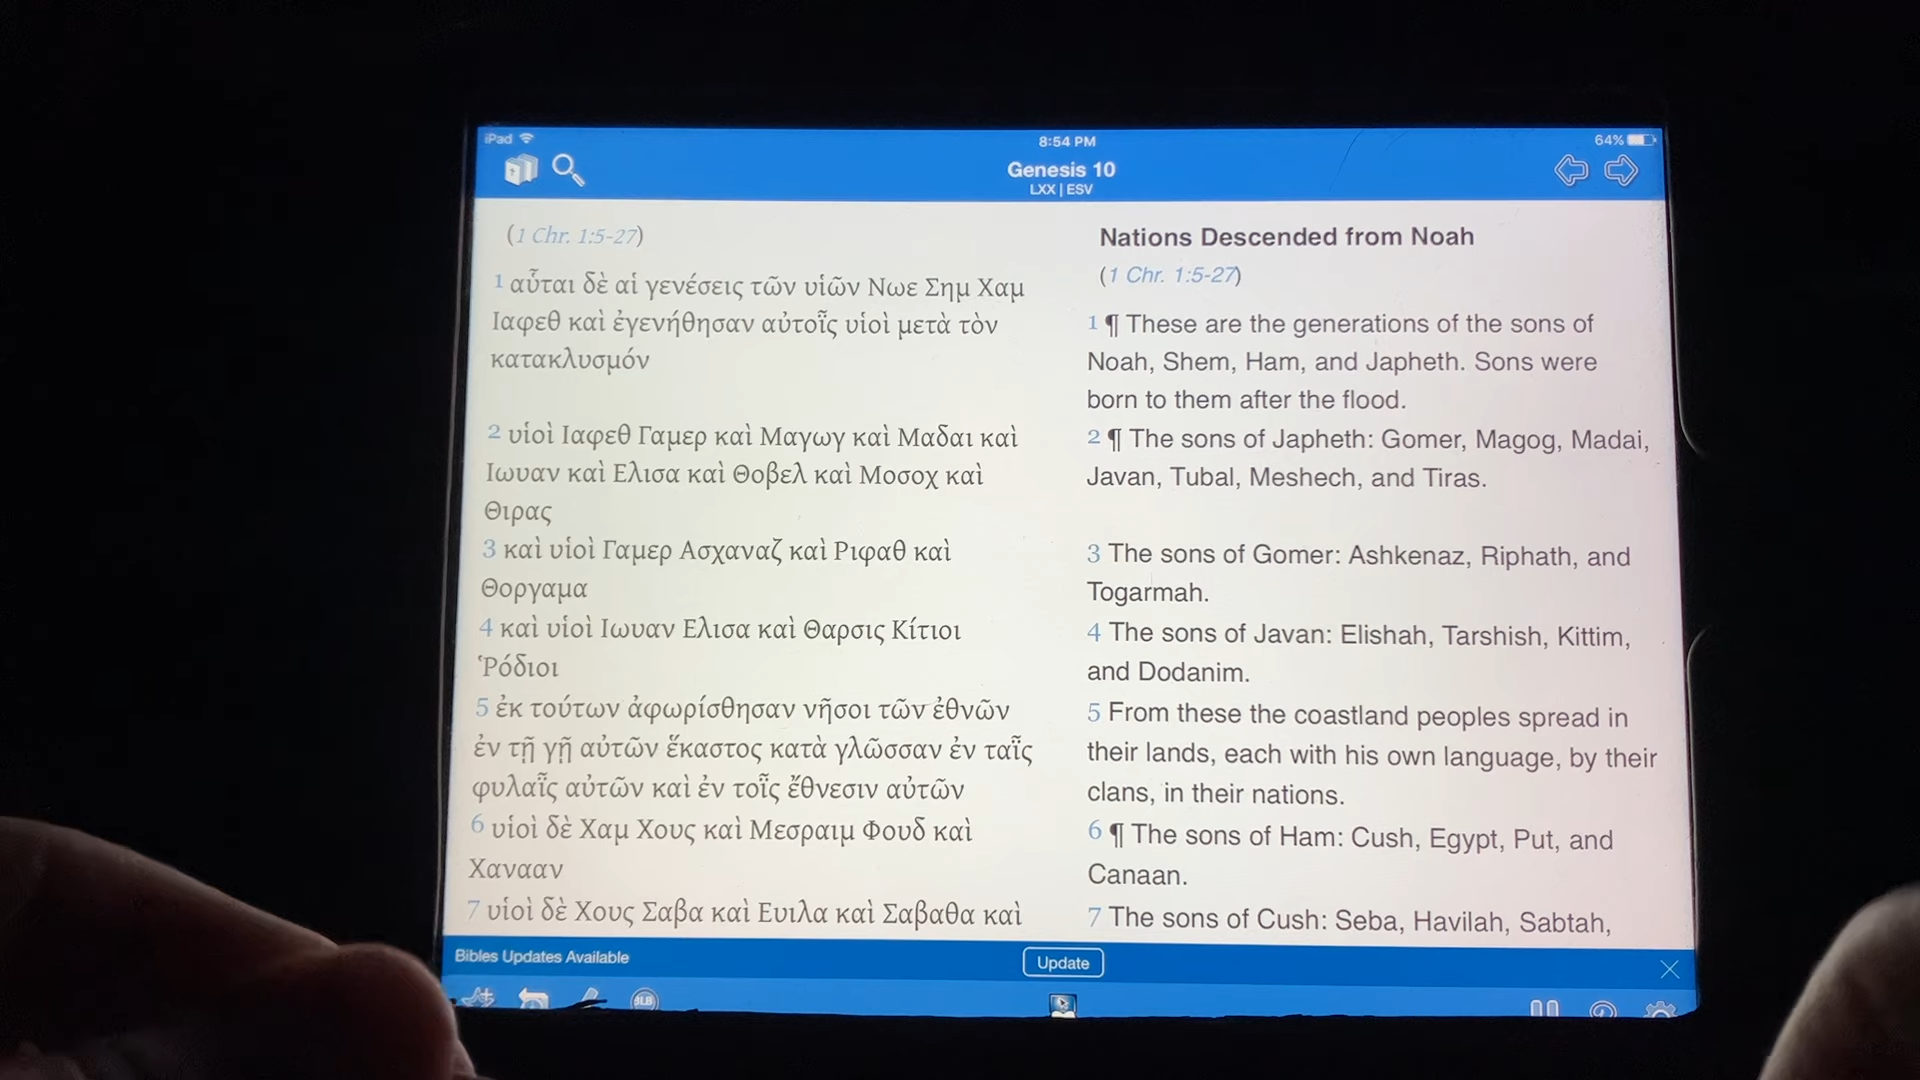 iPad
8:54 PM
64%
Genesis 10
LXX | ESV
(1 Chr. 1:5-27)
1 αὗται δὲ αἱ γενέσεις τῶν υἱῶν Νωε Σημ Χαμ
Ιαφεθ καὶ ἐγενήθησαν αὐτοῖς υἱοὶ μετὰ τὸν
κατακλυσμόν
2 υἱοὶ Ιαφεθ Γαμερ καὶ Μαγωγ καὶ Μαδαι καὶ
Ιωυαν καὶ Ελισα καὶ Θοβελ καὶ Μοσοχ καὶ
Θιρας
3 καὶ υἱοὶ Γαμερ Ασχαναζ καὶ Ριφαθ καὶ
Θοργαμα
4 καὶ υἱοὶ Ιωυαν Ελισα καὶ Θαρσις Κίτιοι
Ῥόδιοι
5 ἐκ τούτων ἀφωρίσθησαν νῆσοι τῶν ἐθνῶν
ἐν τῇ γῇ αὐτῶν ἕκαστος κατὰ γλῶσσαν ἐν ταῖς
φυλαῖς αὐτῶν καὶ ἐν τοῖς ἔθνεσιν αὐτῶν
6 υἱοὶ δὲ Χαμ Χους καὶ Μεσραιμ Φουδ καὶ
Χανααν
7 υἱοὶ δὲ Χους Σαβα καὶ Ευιλα καὶ Σαβαθα καὶ
Nations Descended from Noah
(1 Chr. 1:5-27)
1 ¶ These are the generations of the sons of
Noah, Shem, Ham, and Japheth. Sons were
born to them after the flood.
2 ¶ The sons of Japheth: Gomer, Magog, Madai,
Javan, Tubal, Meshech, and Tiras.
3 The sons of Gomer: Ashkenaz, Riphath, and
Togarmah.
4 The sons of Javan: Elishah, Tarshish, Kittim,
and Dodanim.
5 From these the coastland peoples spread in
their lands, each with his own language, by their
clans, in their nations.
6 ¶ The sons of Ham: Cush, Egypt, Put, and
Canaan.
7 The sons of Cush: Seba, Havilah, Sabtah,
Bibles Updates Available
Update
BLB